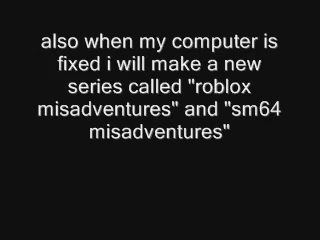 also when my computer is
fixed i will make a new
series called "roblox
misadventures" and "sm64
misadventures"